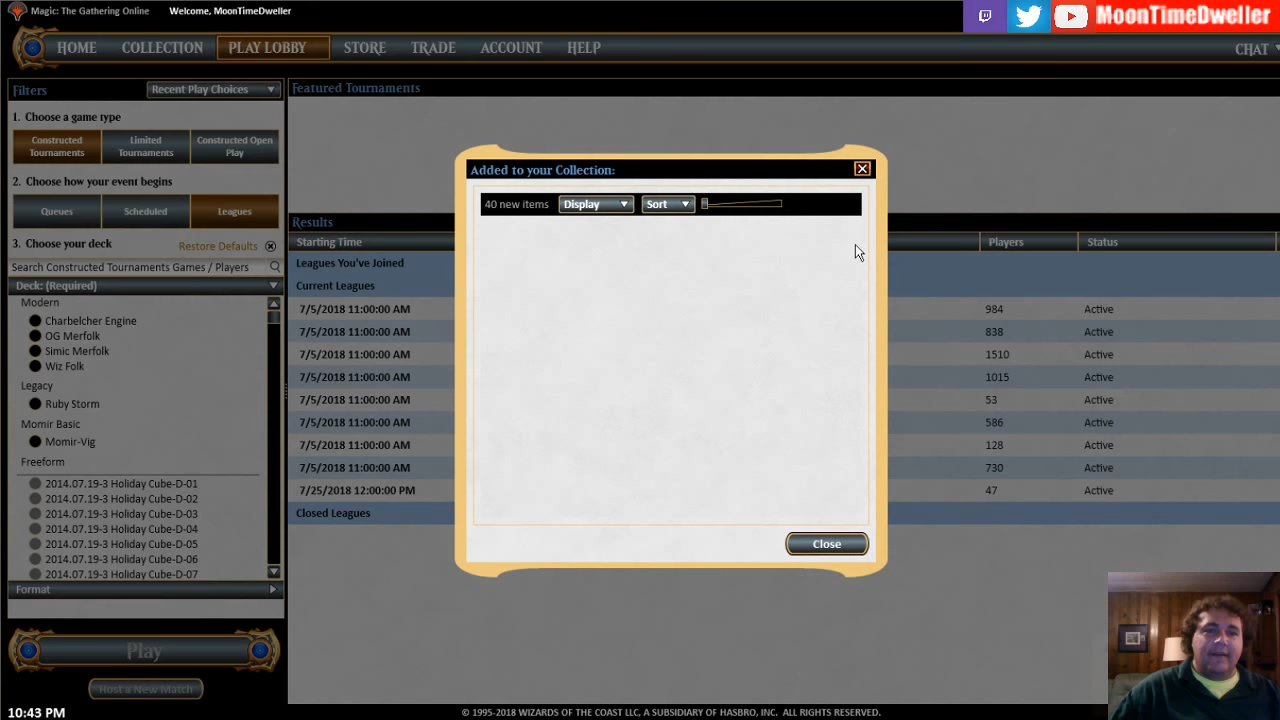 Magic: The Gathering Online
Welcome, MoonTimeDweller
MoonTimeDweller
HOME
COLLECTION
PLAY LOBBY
STORE
TRADE
ACCOUNT
HELP
CHAT
Filters
Recent Play Choices
1. Choose a game type
Constructed
Tournaments
Limited
Tournaments
Constructed Open
Play
2. Choose how your event begins
Queues
Scheduled
Leagues
3. Choose your deck
Restore Defaults
Search Constructed Tournaments Games / Players
Deck: (Required)
Modern
Charbelcher Engine
OG Merfolk
Simic Merfolk
Wiz Folk
Legacy
Ruby Storm
Momir Basic
Momir-Vig
Freeform
2014.07.19-3 Holiday Cube-D-01
2014.07.19-3 Holiday Cube-D-02
2014.07.19-3 Holiday Cube-D-03
2014.07.19-3 Holiday Cube-D-04
2014.07.19-3 Holiday Cube-D-05
2014.07.19-3 Holiday Cube-D-06
2014.07.19-3 Holiday Cube-D-07
Format
Play
Host a New Match
10:43 PM
Featured Tournaments
Results
Starting Time
Players
Status
Leagues You've Joined
Current Leagues
7/5/2018 11:00:00 AM
984
Active
7/5/2018 11:00:00 AM
838
Active
7/5/2018 11:00:00 AM
1510
Active
7/5/2018 11:00:00 AM
1015
Active
7/5/2018 11:00:00 AM
53
Active
7/5/2018 11:00:00 AM
586
Active
7/5/2018 11:00:00 AM
128
Active
7/5/2018 11:00:00 AM
730
Active
7/25/2018 12:00:00 PM
47
Active
Closed Leagues
Added to your Collection:
40 new items
Display
Sort
Close
© 1995-2018 WIZARDS OF THE COAST LLC, A SUBSIDIARY OF HASBRO, INC. ALL RIGHTS RESERVED.